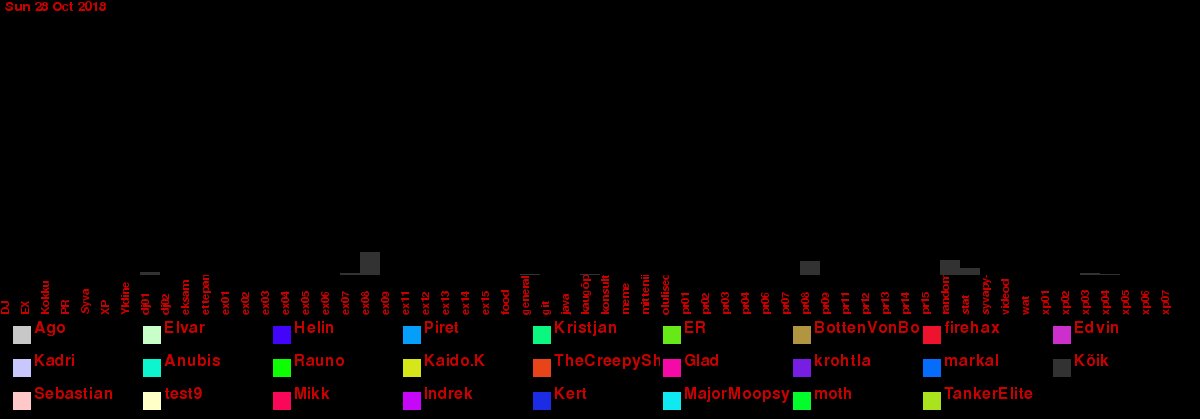 Sun 28 Oct 2018
DJ EX Kokku PR Syva XP Yldine dj01 dj02 eksam ettepan ex01 ex02 ex03 ex04 ex05 ex06 ex07 ex08 ex09 ex11 ex12 ex13 ex14 ex15 food general git java kaugõp konsult meme mitteni olulisec pr01 pr02 pr03 pr04 pr06 pr07 pr08 pr09 pr11 pr12 pr13 pr14 pr15 random stat syvapy- videod wat xp01 xp02 xp03 xp04 xp05 xp06 xp07
Ago Elvar Helin Piret Kristjan ER BottenVonBo firehax Edvin
Kadri Anubis Rauno Kaido.K TheCreepySh Glad krohtla markal Kõik
Sebastian test9 Mikk Indrek Kert MajorMoopsy moth TankerElite